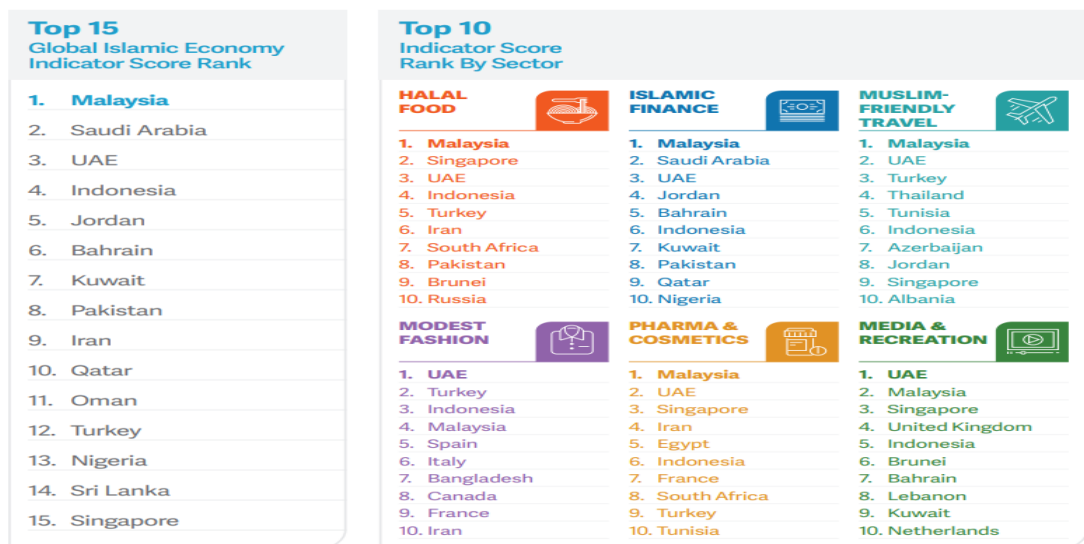 Top 15
Global Islamic Economy
Indicator Score Rank
1. Malaysia
2. Saudi Arabia
3. UAE
4. Indonesia
5. Jordan
6. Bahrain
7. Kuwait
8. Pakistan
9. Iran
10. Qatar
11. Oman
12. Turkey
13. Nigeria
14. Sri Lanka
15. Singapore
Top 10
Indicator Score
Rank By Sector
HALAL
FOOD
1. Malaysia
2. Singapore
3. UAE
4. Indonesia
5. Turkey
6. Iran
7. South Africa
8. Pakistan
9. Brunei
10. Russia
ISLAMIC
FINANCE
1. Malaysia
2. Saudi Arabia
3. UAE
4. Jordan
5. Bahrain
6. Indonesia
7. Kuwait
8. Pakistan
9. Qatar
10. Nigeria
MUSLIM-
FRIENDLY
TRAVEL
1. Malaysia
2. UAE
3. Turkey
4. Thailand
5. Tunisia
6. Indonesia
7. Azerbaijan
8. Jordan
9. Singapore
10. Albania
MODEST
FASHION
1. UAE
2. Turkey
3. Indonesia
4. Malaysia
5. Spain
6. Italy
7. Bangladesh
8. Canada
9. France
10. Iran
PHARMA &
COSMETICS
1. Malaysia
2. UAE
3. Singapore
4. Iran
5. Egypt
6. Indonesia
7. France
8. South Africa
9. Turkey
10. Tunisia
MEDIA &
RECREATION
1. UAE
2. Malaysia
3. Singapore
4. United Kingdom
5. Indonesia
6. Brunei
7. Bahrain
8. Lebanon
9. Kuwait
10. Netherlands